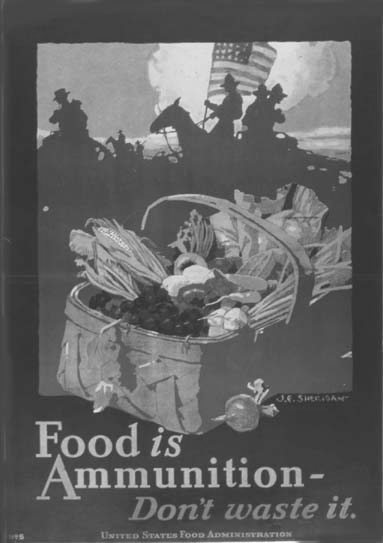 J.E. SHERIDAN
Food is
Ammunition-
Don't waste it.
UNITED STATES FOOD ADMINISTRATION